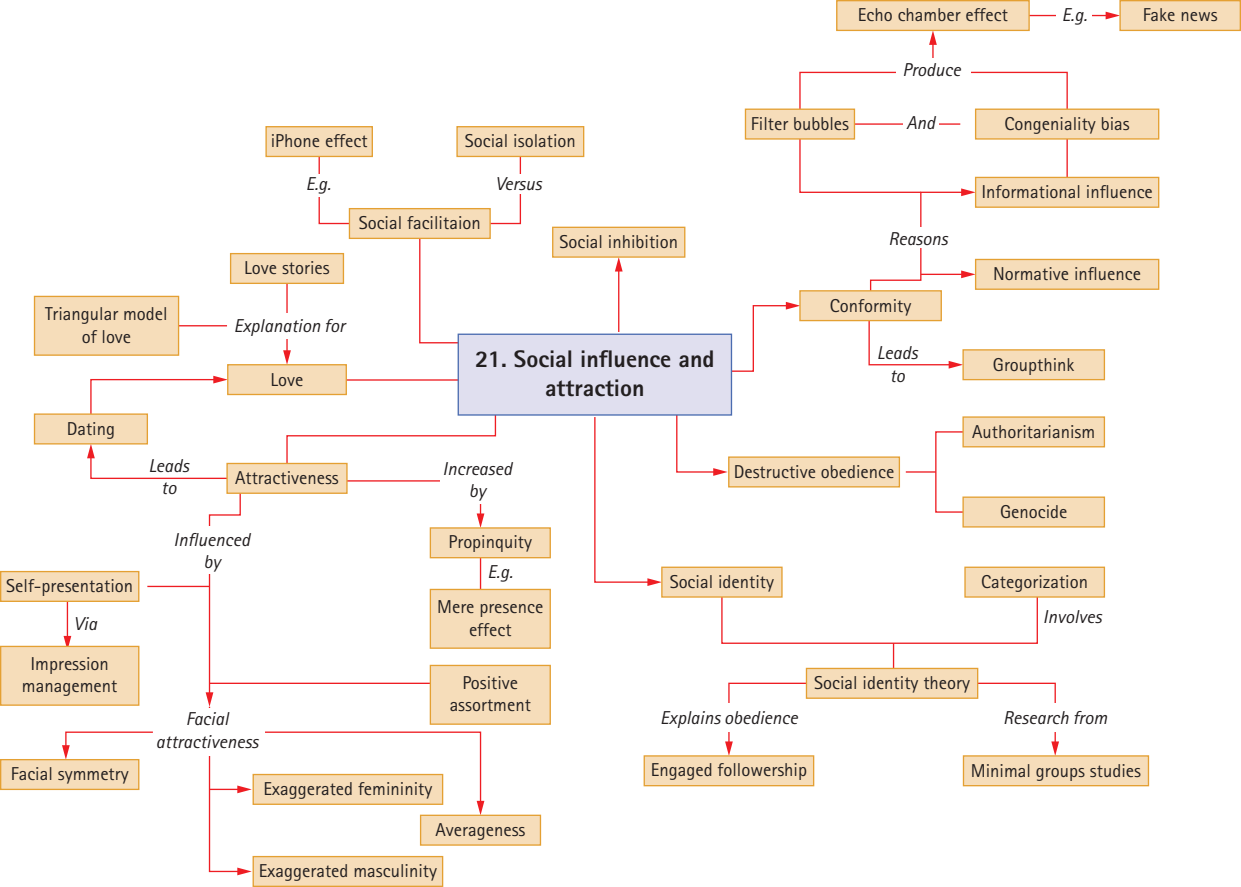 Echo chamber effect
E.g.
Fake news
Produce
Filter bubbles
And
Congeniality bias
iPhone effect
Social isolation
E.g.
Versus
Informational influence
Social facilitaion
Social inhibition
Reasons
Love stories
Normative influence
Triangular model
of love
Explanation for
Conformity
21. Social influence and
attraction
Leads
to
Groupthink
Love
Dating
Authoritarianism
Leads
to
Attractiveness
Increased
by
Destructive obedience
Genocide
Influenced
by
Propinquity
E.g.
Self-presentation
Social identity
Categorization
Mere presence
effect
Via
Involves
Impression
management
Positive
assortment
Social identity theory
Facial
attractiveness
Explains obedience
Research from
Facial symmetry
Engaged followership
Minimal groups studies
Exaggerated femininity
Averageness
Exaggerated masculinity